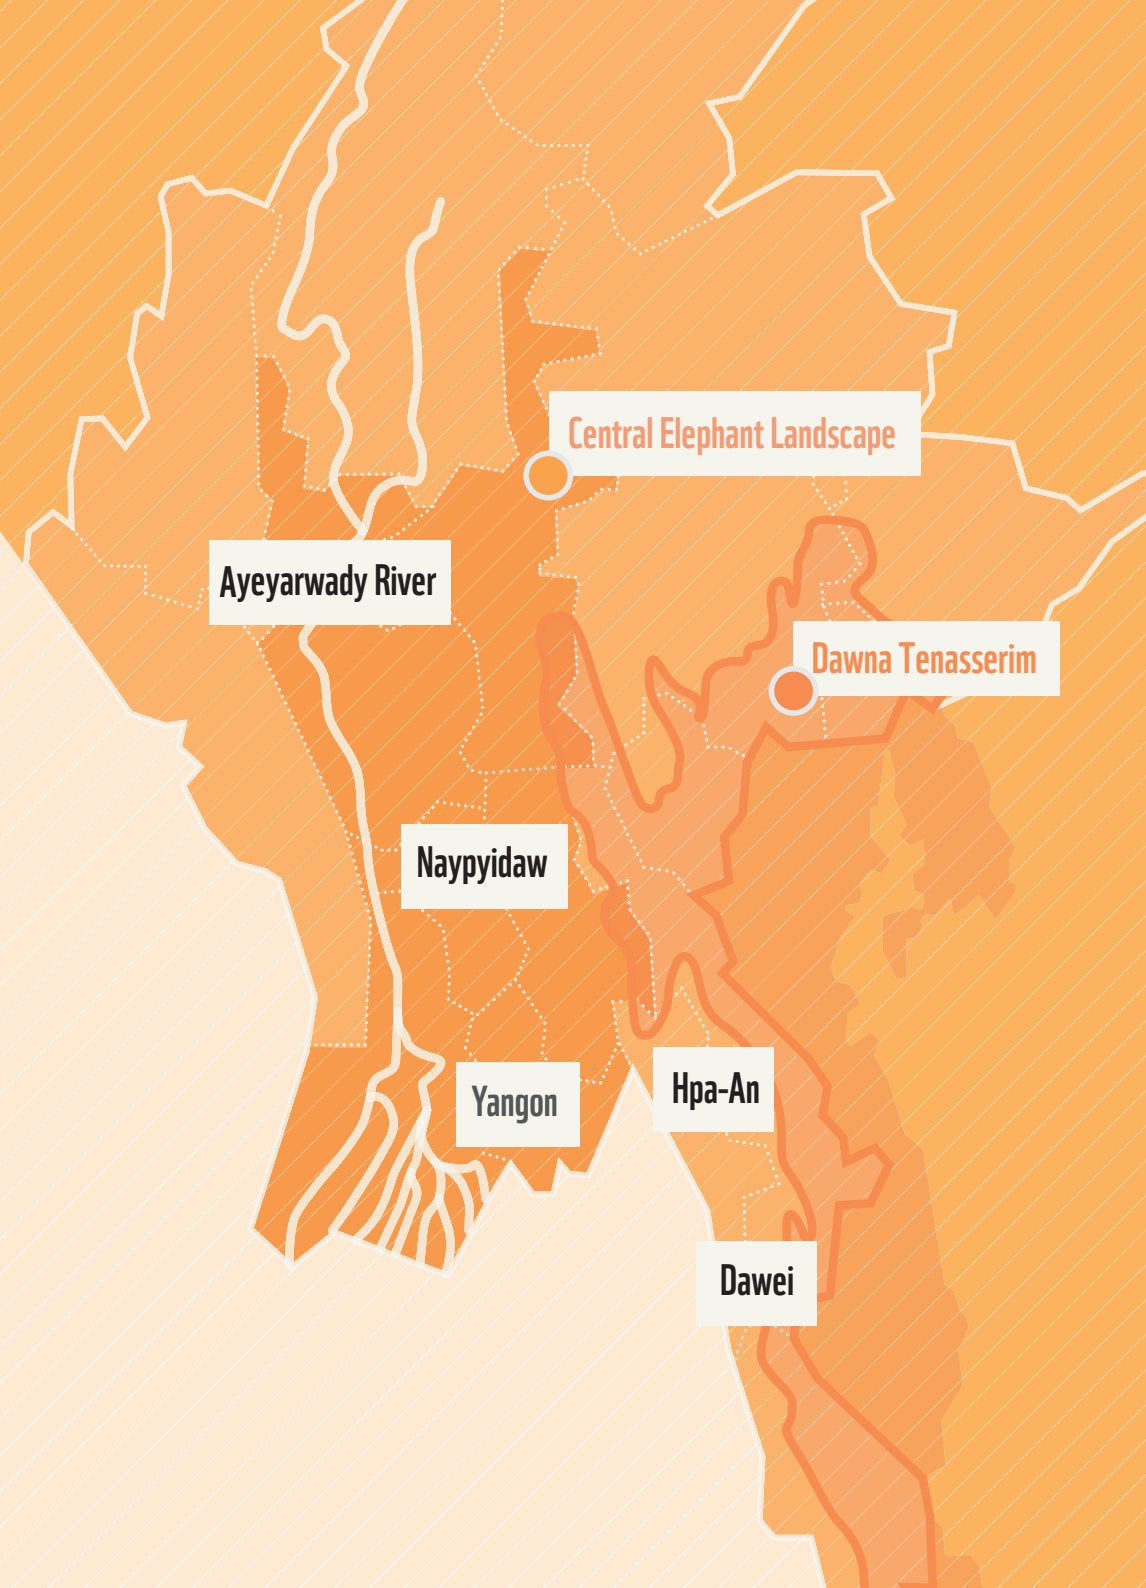 Central Elephant Landscape
Ayeyarwady River
Dawna Tenasserim
Naypyidaw
Yangon
Hpa-An
Dawei